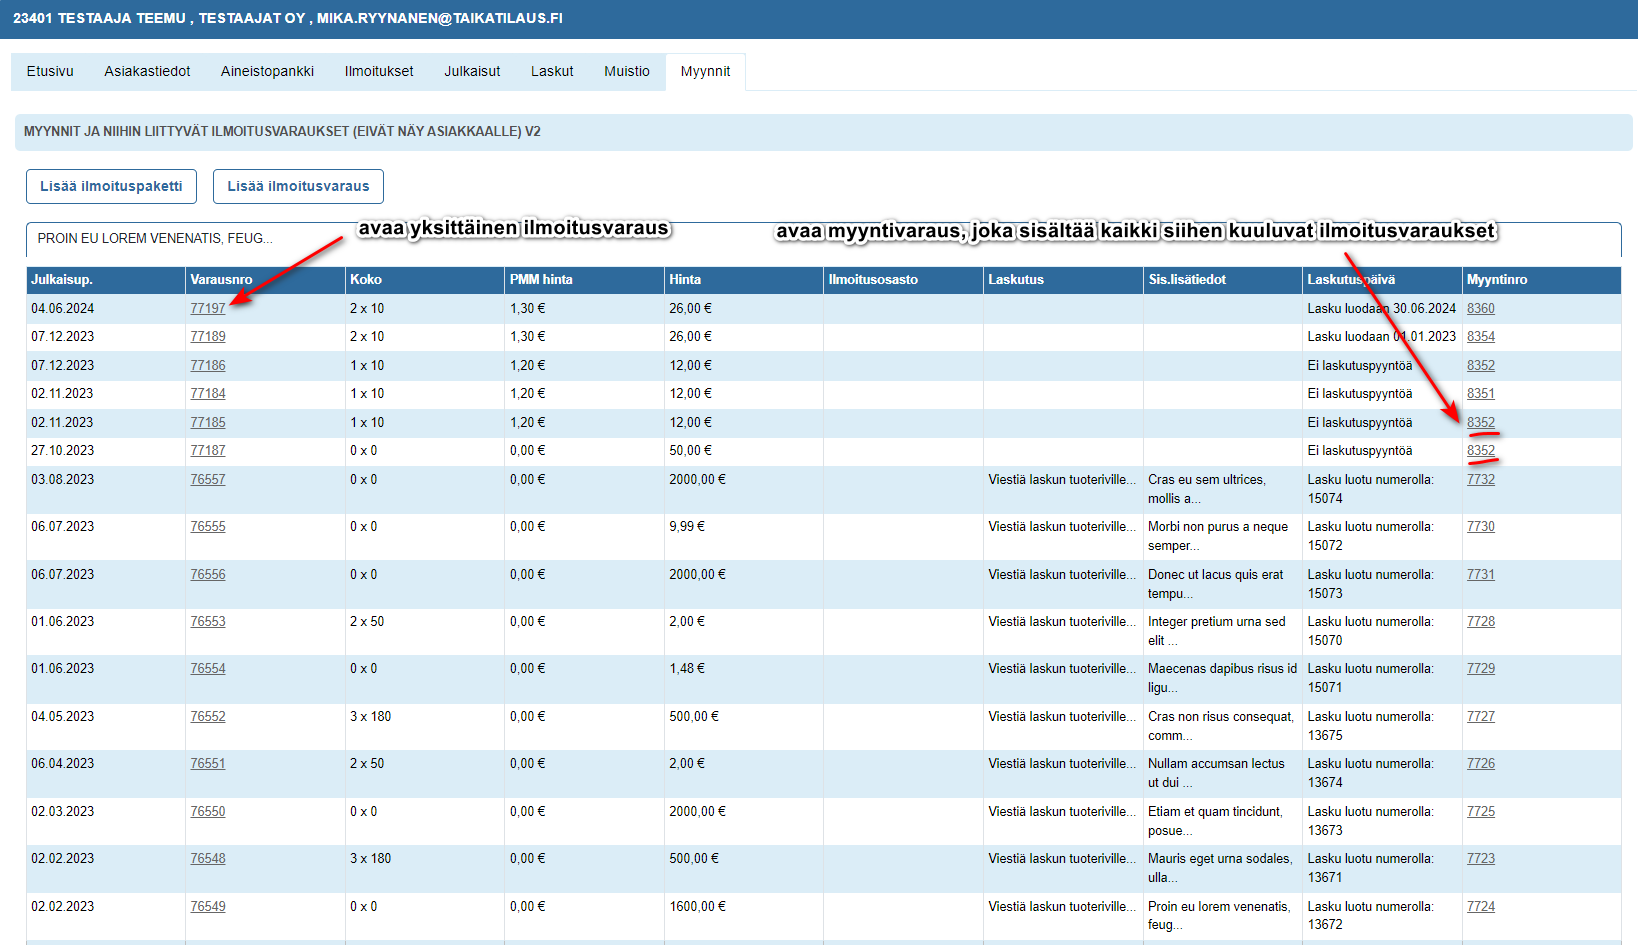 23401 TESTAAJA TEEMU , TESTAAJAT OY , MIKA.RYYNANEN@TAIKATILAUS.FI
Etusivu Asiakastiedot Aineistopankki Ilmoitukset Julkaisut Laskut Muistio Myynnit
MYYNNIT JA NIIHIN LIITTYVÄT ILMOITUSVARAUKSET (EIVÄT NÄY ASIAKKAALLE) V2
Lisää ilmoituspaketti Lisää ilmoitusvaraus
avaa yksittäinen ilmoitusvaraus avaa myyntivaraus, joka sisältää kaikki siihen kuuluvat ilmoitusvaraukset
PROIN EU LOREM VENENATIS, FEUG...
Julkaisup. Varausnro Koko PMM hinta Hinta Ilmoitusosasto Laskutus Sis.lisätiedot Laskutuspäivä Myyntinro
04.06.2024 77197 2 x 10 1,30 € 26,00 € Lasku luodaan 30.06.2024 8360
07.12.2023 77189 2 x 10 1,30 € 26,00 € Lasku luodaan 01.01.2023 8354
07.12.2023 77186 1 x 10 1,20 € 12,00 € Ei laskutuspyyntöä 8352
02.11.2023 77184 1 x 10 1,20 € 12,00 € Ei laskutuspyyntöä 8351
02.11.2023 77185 1 x 10 1,20 € 12,00 € Ei laskutuspyyntöä 8352
27.10.2023 77187 0 x 0 0,00 € 50,00 € Ei laskutuspyyntöä 8352
03.08.2023 76557 0 x 0 0,00 € 2000,00 € Viestiä laskun tuoteriville... Cras eu sem ultrices, Lasku luotu numerolla: 7732
mollis a... 15074
06.07.2023 76555 0 x 0 0,00 € 9,99 € Viestiä laskun tuoteriville... Morbi non purus a neque Lasku luotu numerolla: 7730
semper... 15072
06.07.2023 76556 0 x 0 0,00 € 2000,00 € Viestiä laskun tuoteriville... Donec ut lacus quis erat Lasku luotu numerolla: 7731
tempu... 15073
01.06.2023 76553 2 x 50 0,00 € 2,00 € Viestiä laskun tuoteriville... Integer pretium urna sed Lasku luotu numerolla: 7728
elit ... 15070
01.06.2023 76554 0 x 0 0,00 € 1,48 € Viestiä laskun tuoteriville... Maecenas dapibus risus id Lasku luotu numerolla: 7729
ligu... 15071
04.05.2023 76552 3 x 180 0,00 € 500,00 € Viestiä laskun tuoteriville... Cras non risus consequat, Lasku luotu numerolla: 7727
comm... 13675
06.04.2023 76551 2 x 50 0,00 € 2,00 € Viestiä laskun tuoteriville... Nullam accumsan lectus Lasku luotu numerolla: 7726
ut dui ... 13674
02.03.2023 76550 0 x 0 0,00 € 2000,00 € Viestiä laskun tuoteriville... Etiam et quam tincidunt, Lasku luotu numerolla: 7725
posue... 13673
02.02.2023 76548 3 x 180 0,00 € 500,00 € Viestiä laskun tuoteriville... Mauris eget urna sodales, Lasku luotu numerolla: 7723
ulla... 13671
02.02.2023 76549 0 x 0 0,00 € 1600,00 € Viestiä laskun tuoteriville... Proin eu lorem venenatis, Lasku luotu numerolla: 7724
feug... 13672